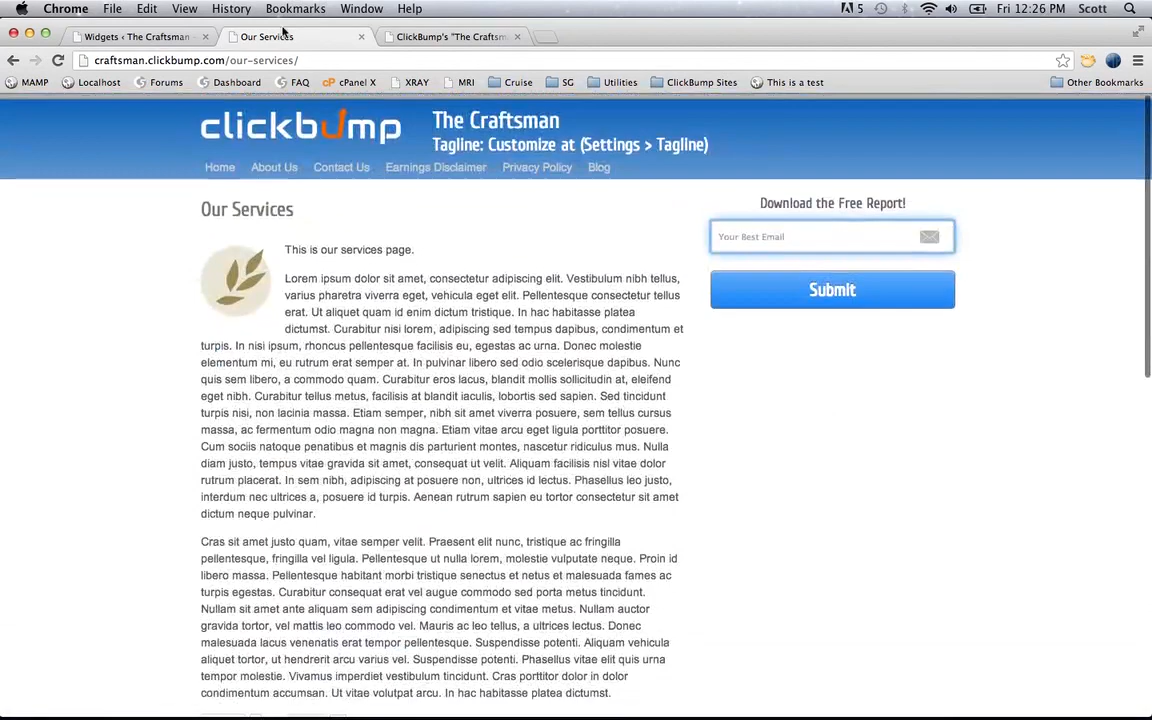 Chrome File Edit View History Bookmarks Window Help 5 Fri 12:26 PM Scott
Widgets ‹ The Craftsman
Our Services
ClickBump's "The Craftsm
craftsman.clickbump.com/our-services/
MAMP Localhost Forums Dashboard FAQ cPanel X XRAY MRI Cruise SG Utilities ClickBump Sites This is a test Other Bookmarks
clickbump
The Craftsman
Tagline: Customize at (Settings > Tagline)
Home About Us Contact Us Earnings Disclaimer Privacy Policy Blog
Our Services
This is our services page.
Lorem ipsum dolor sit amet, consectetur adipiscing elit. Vestibulum nibh tellus,
varius pharetra viverra eget, vehicula eget elit. Pellentesque consectetur tellus
erat. Ut aliquet quam id enim dictum tristique. In hac habitasse platea
dictumst. Curabitur nisi lorem, adipiscing sed tempus dapibus, condimentum et
turpis. In nisi ipsum, rhoncus pellentesque facilisis eu, egestas ac urna. Donec molestie
elementum mi, eu rutrum erat semper at. In pulvinar libero sed odio scelerisque dapibus. Nunc
quis sem libero, a commodo quam. Curabitur eros lacus, blandit mollis sollicitudin at, eleifend
eget nibh. Curabitur tellus metus, facilisis at blandit iaculis, lobortis sed sapien. Sed tincidunt
turpis nisi, non lacinia massa. Etiam semper, nibh sit amet viverra posuere, sem tellus cursus
massa, ac fermentum odio magna non magna. Etiam vitae arcu eget ligula porttitor posuere.
Cum sociis natoque penatibus et magnis dis parturient montes, nascetur ridiculus mus. Nulla
diam justo, tempus vitae gravida sit amet, consequat ut velit. Aliquam facilisis nisl vitae dolor
rutrum placerat. In sem nibh, adipiscing at posuere non, ultrices id lectus. Phasellus leo justo,
interdum nec ultrices a, posuere id turpis. Aenean rutrum sapien eu tortor consectetur sit amet
dictum neque pulvinar.
Cras sit amet justo quam, vitae semper velit. Praesent elit nunc, tristique ac fringilla
pellentesque, fringilla vel ligula. Pellentesque ut nulla lorem, molestie vulputate neque. Proin id
libero massa. Pellentesque habitant morbi tristique senectus et netus et malesuada fames ac
turpis egestas. Curabitur consequat erat vel augue commodo sed porta metus tincidunt.
Nullam sit amet ante aliquam sem adipiscing condimentum et vitae metus. Nullam auctor
gravida tortor, vel mattis leo commodo vel. Mauris ac leo tellus, a ultrices lectus. Donec
malesuada lacus venenatis erat tempor pellentesque. Suspendisse potenti. Aliquam vehicula
aliquet tortor, ut hendrerit arcu varius vel. Suspendisse potenti. Phasellus vitae elit quis urna
tempor molestie. Vivamus imperdiet vestibulum tincidunt. Cras porttitor dolor in dolor
condimentum accumsan. Ut vitae volutpat arcu. In hac habitasse platea dictumst.
Download the Free Report!
Your Best Email
Submit